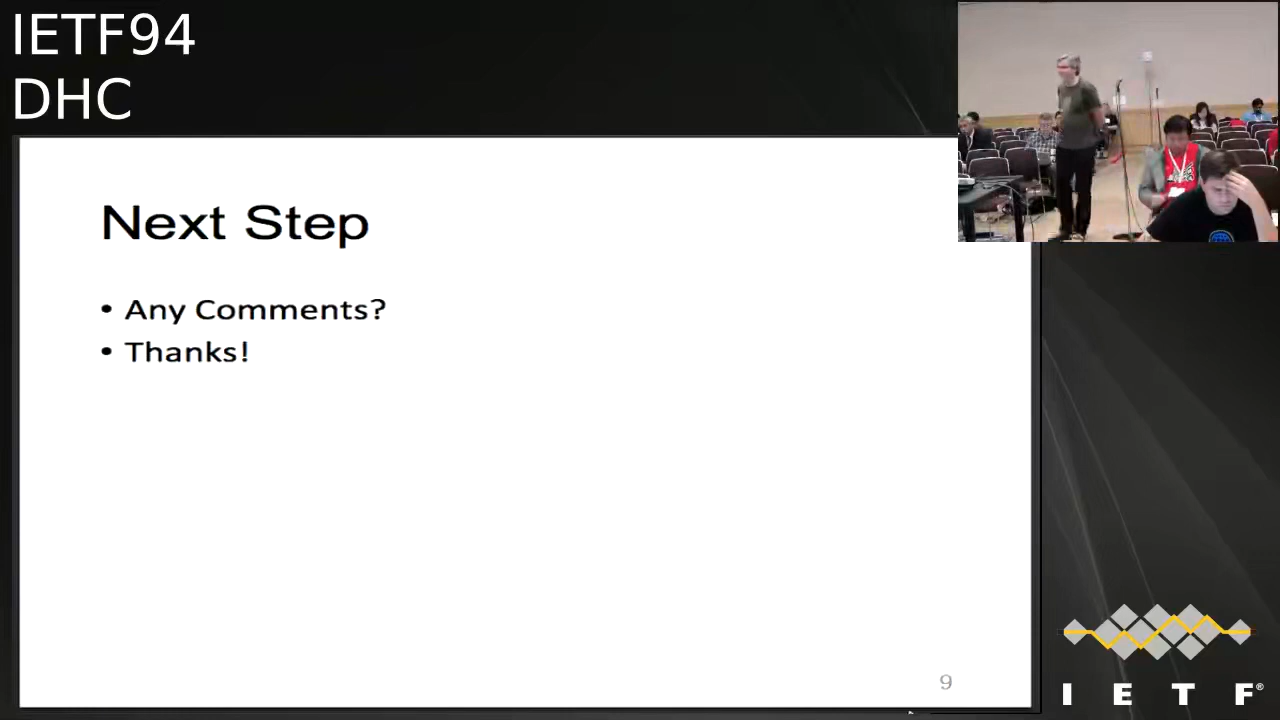 IETF94
DHC
Next Step
• Any Comments?
• Thanks!
9
I E T F®